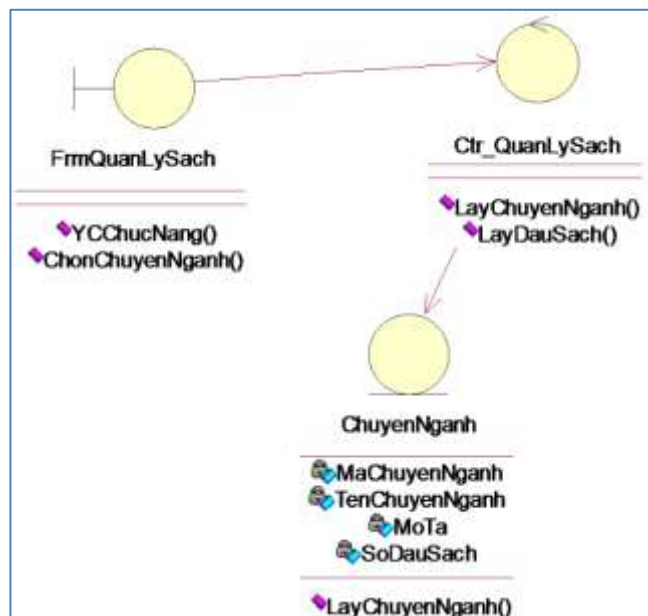 FrmQuanLySach
YCChucNang()
ChonChuyenNganh()
Ctr_QuanLySach
LayChuyenNganh()
LayDauSach()
ChuyenNganh
MaChuyenNganh
TenChuyenNganh
MoTa
SoDauSach
LayChuyenNganh()